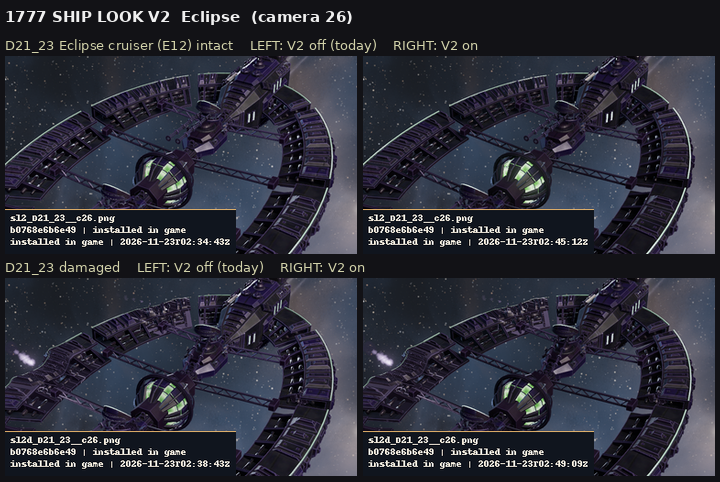 1777 SHIP LOOK V2 Eclipse (camera 26)
D21_23 Eclipse cruiser (E12) intact LEFT: V2 off (today) RIGHT: V2 on
sl2_D21_23__c26.png
b0768e6b6e49 | installed in game
installed in game | 2026-11-23T02:34:43Z
sl2_D21_23__c26.png
b0768e6b6e49 | installed in game
installed in game | 2026-11-23T02:45:12Z
D21_23 damaged LEFT: V2 off (today) RIGHT: V2 on
sl2d_D21_23__c26.png
b0768e6b6e49 | installed in game
installed in game | 2026-11-23T02:38:43Z
sl2d_D21_23__c26.png
b0768e6b6e49 | installed in game
installed in game | 2026-11-23T02:49:09Z